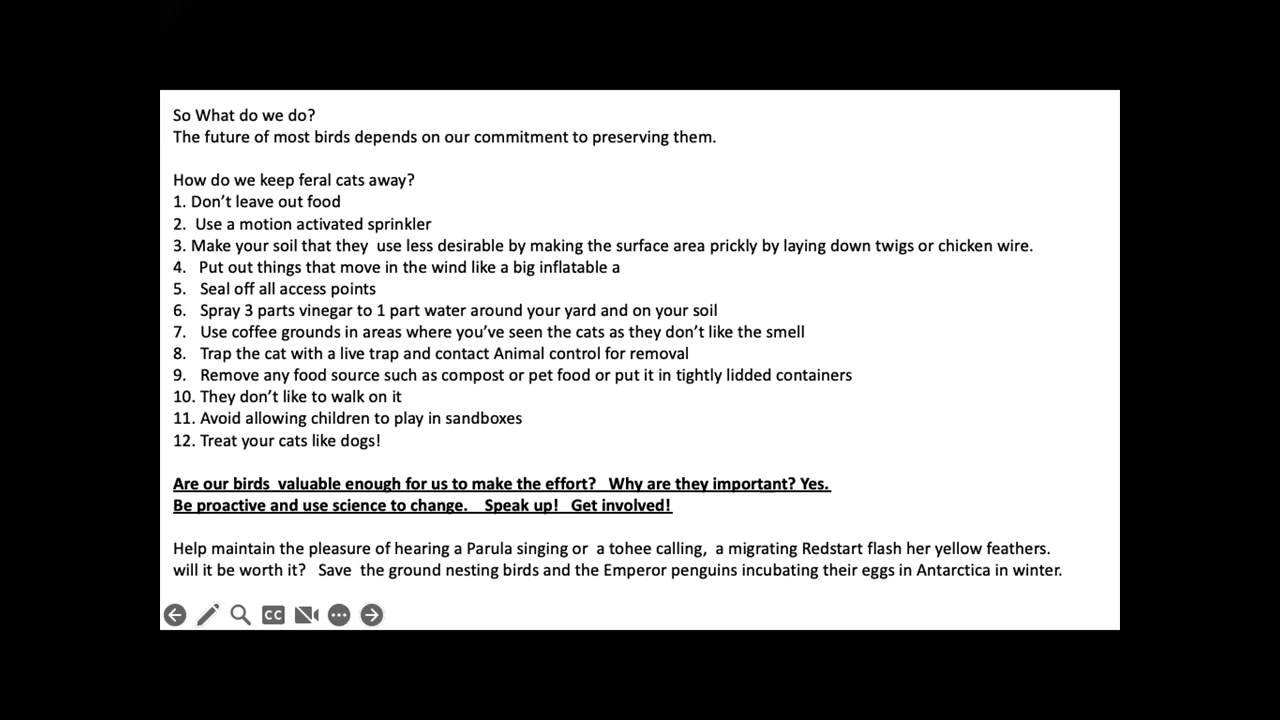 So What do we do?
The future of most birds depends on our commitment to preserving them.
How do we keep feral cats away?
1. Don’t leave out food
2.  Use a motion activated sprinkler
3. Make your soil that they  use less desirable by making the surface area prickly by laying down twigs or chicken wire.
4.   Put out things that move in the wind like a big inflatable a
5.   Seal off all access points
6.   Spray 3 parts vinegar to 1 part water around your yard and on your soil
7.   Use coffee grounds in areas where you’ve seen the cats as they don’t like the smell
8.   Trap the cat with a live trap and contact Animal control for removal
9.   Remove any food source such as compost or pet food or put it in tightly lidded containers
10. They don’t like to walk on it
11. Avoid allowing children to play in sandboxes
12. Treat your cats like dogs!
Are our birds  valuable enough for us to make the effort?   Why are they important? Yes.
Be proactive and use science to change.    Speak up!   Get involved!
Help maintain the pleasure of hearing a Parula singing or  a tohee calling,  a migrating Redstart flash her yellow feathers.
will it be worth it?   Save  the ground nesting birds and the Emperor penguins incubating their eggs in Antarctica in winter.
CC